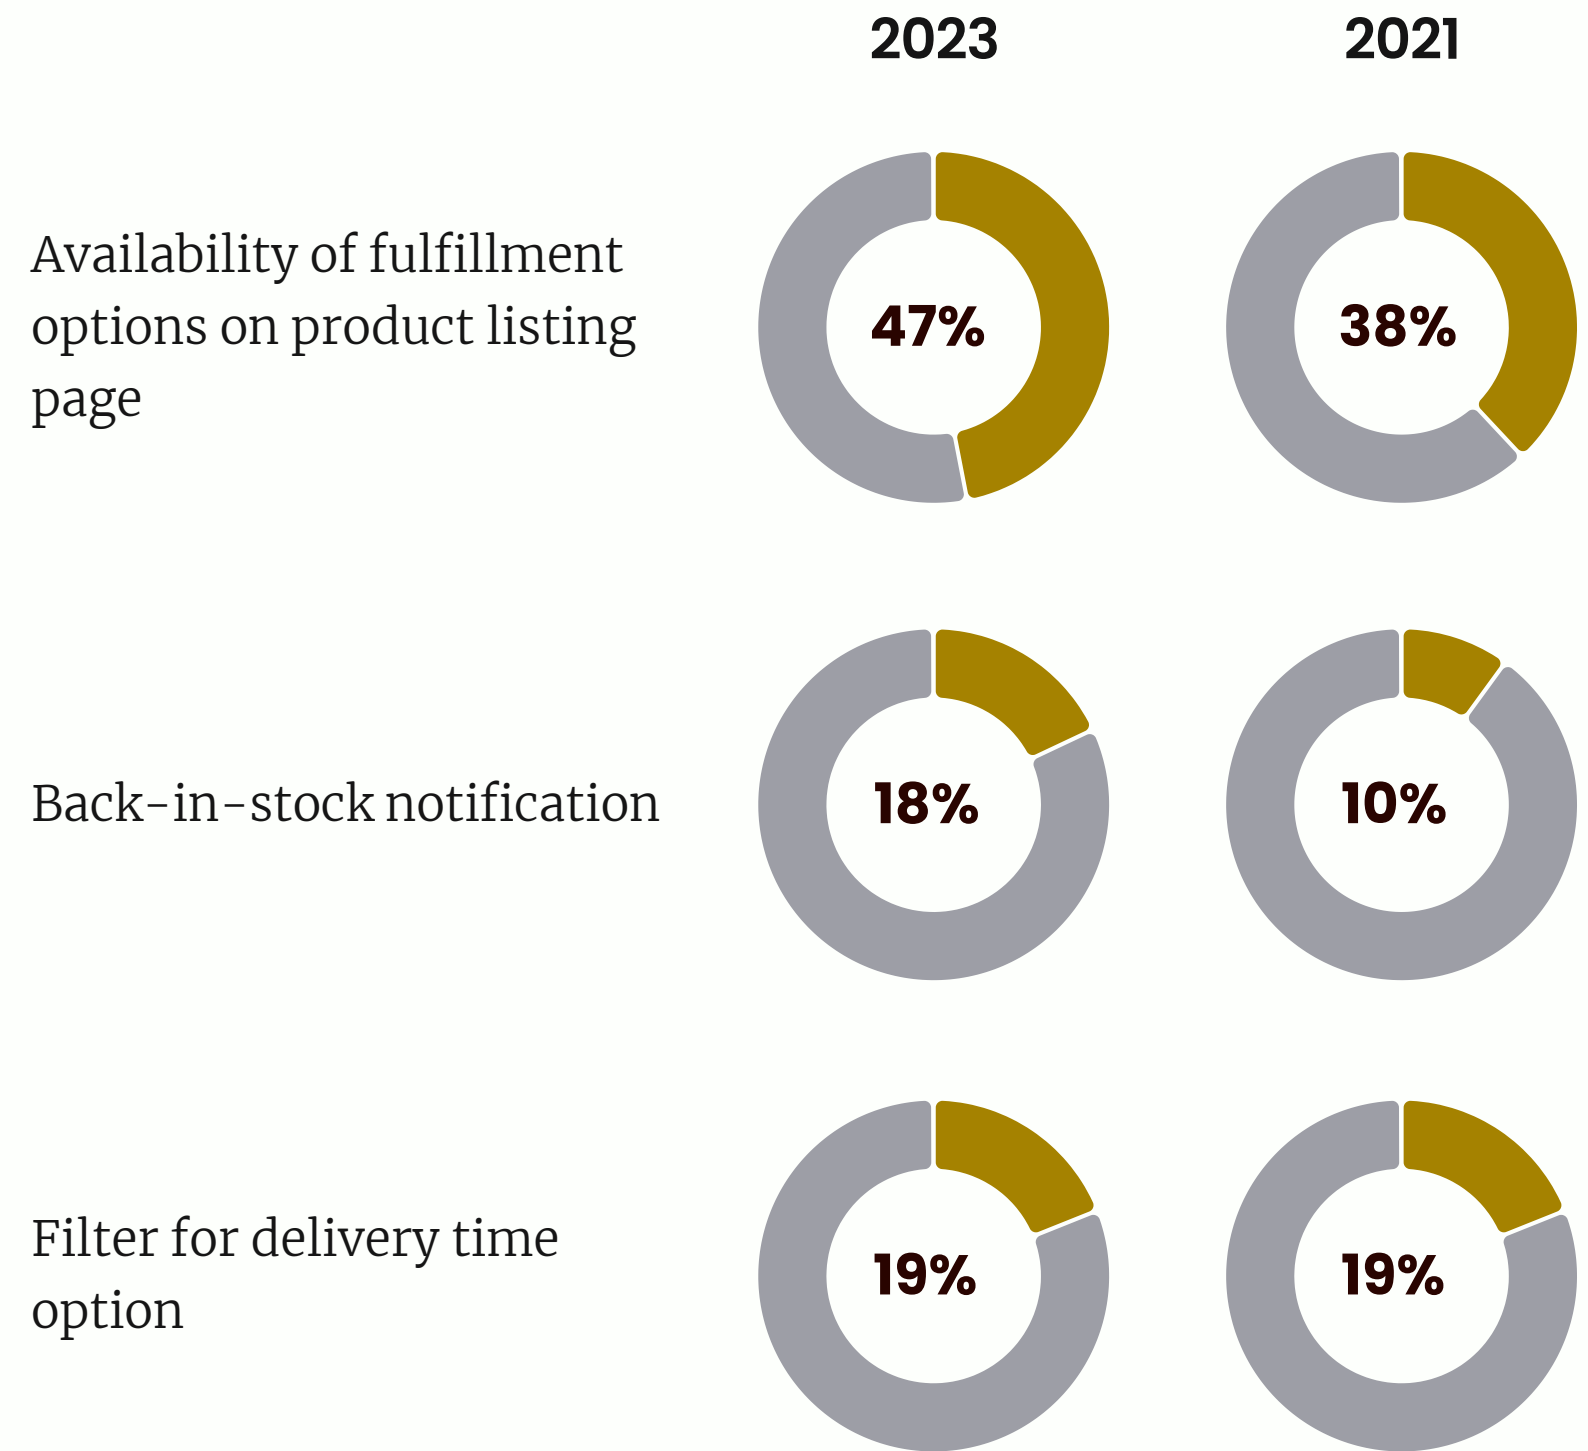 2023 2021
Availability of fulfillment
options on product listing
page
47% 38%
Back-in-stock notification
18% 10%
Filter for delivery time
option
19% 19%